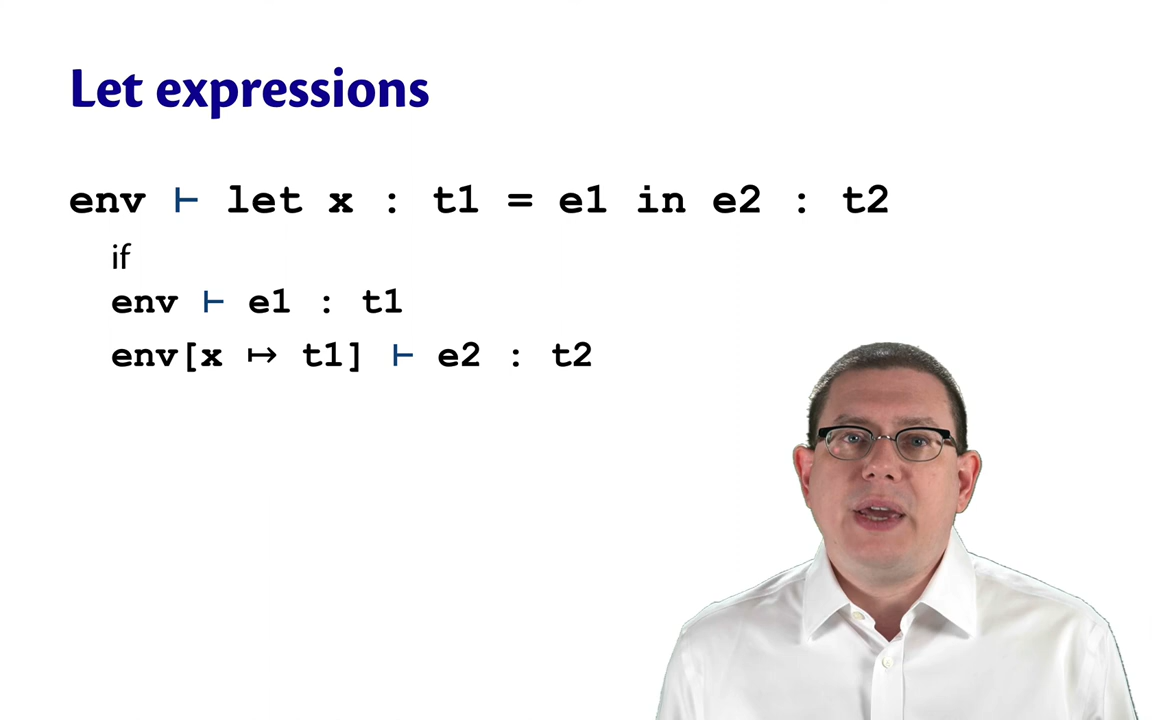 Let expressions
env ⊢ let x : t1 = e1 in e2 : t2
if
env ⊢ e1 : t1
env[x ↦ t1] ⊢ e2 : t2